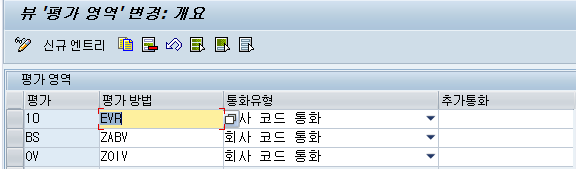 뷰 '평가 영역' 변경: 개요
신규 엔트리
평가 영역
평가 평가 방법 통화유형 추가통화
10 EVR 사 코드 통화
BS ZABV 회사 코드 통화
OV ZOIV 회사 코드 통화